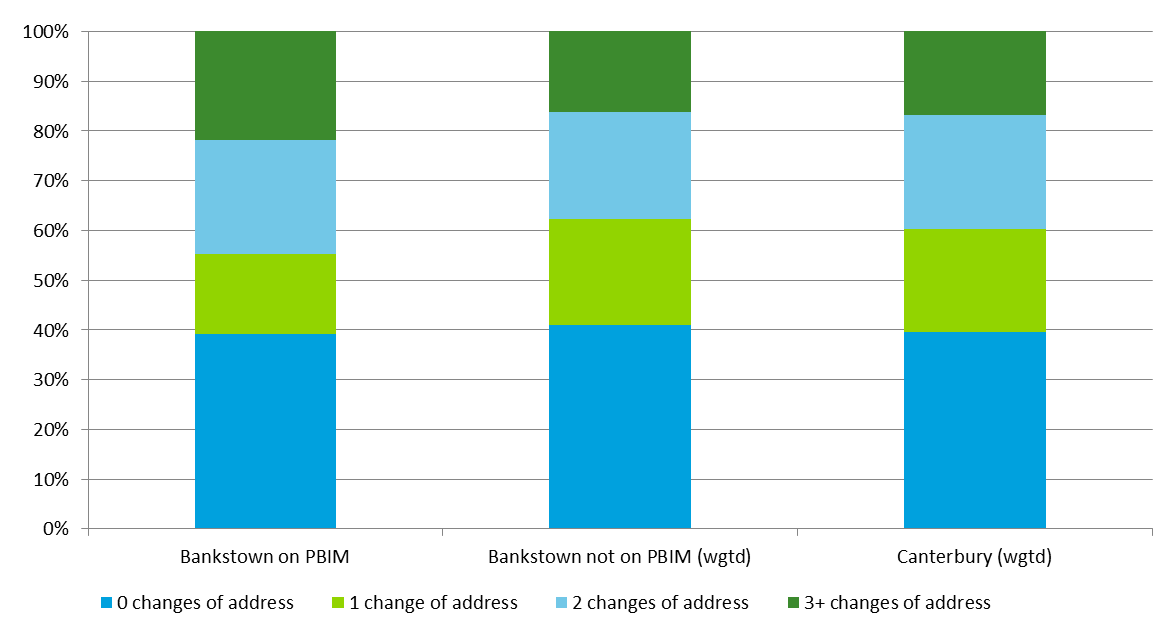 100%
90%
80%
70%
60%
50%
40%
30%
20%
10%
0%
Bankstown on PBIM
Bankstown not on PBIM (wgtd)
Canterbury (wgtd)
0 changes of address
1 change of address
2 changes of address
3+ changes of address